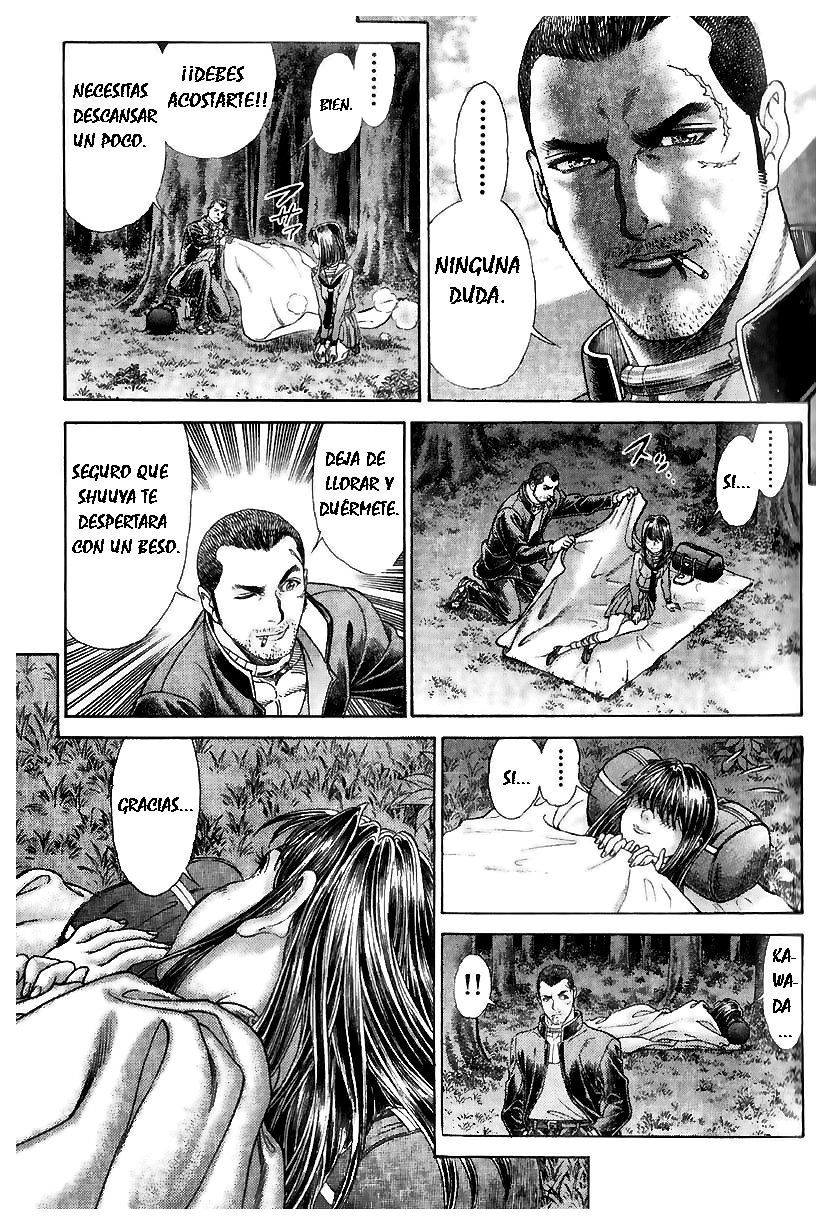 ..........
NINGUNA
DUDA.
......
BIEN.
¡¡DEBES
ACOSTARTE!!
NECESITAS
DESCANSAR
UN POCO.
......
SI...
DEJA DE
LLORAR Y
DUÉRMETE.
SEGURO QUE
SHUUYA TE
DESPERTARA
CON UN BESO.
......
SI...
KA-
WA-
DA
...
!!
GRACIAS...